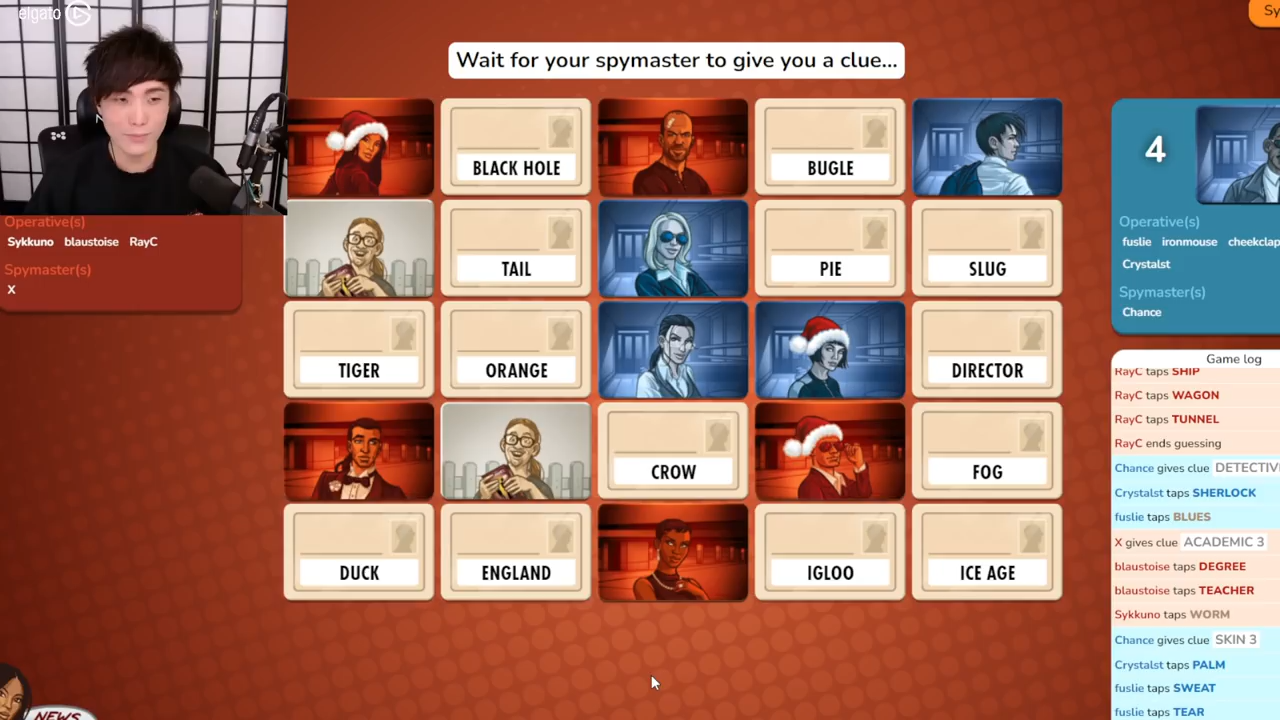 elgato
Sy
Wait for your spymaster to give you a clue...
BLACK HOLE
BUGLE
4
Operative(s)
Sykkuno blaustoise RayC
Spymaster(s)
X
TAIL
PIE
SLUG
Operative(s)
fuslie ironmouse cheekclap
Crystalst
Spymaster(s)
Chance
TIGER
ORANGE
DIRECTOR
CROW
FOG
DUCK
ENGLAND
IGLOO
ICE AGE
Game log
RayC taps SHIP
RayC taps WAGON
RayC taps TUNNEL
RayC ends guessing
Chance gives clue DETECTIV
Crystalst taps SHERLOCK
fuslie taps BLUES
X gives clue ACADEMIC 3
blaustoise taps DEGREE
blaustoise taps TEACHER
Sykkuno taps WORM
Chance gives clue SKIN 3
Crystalst taps PALM
fuslie taps SWEAT
fuslie taps TEAR
NEWS